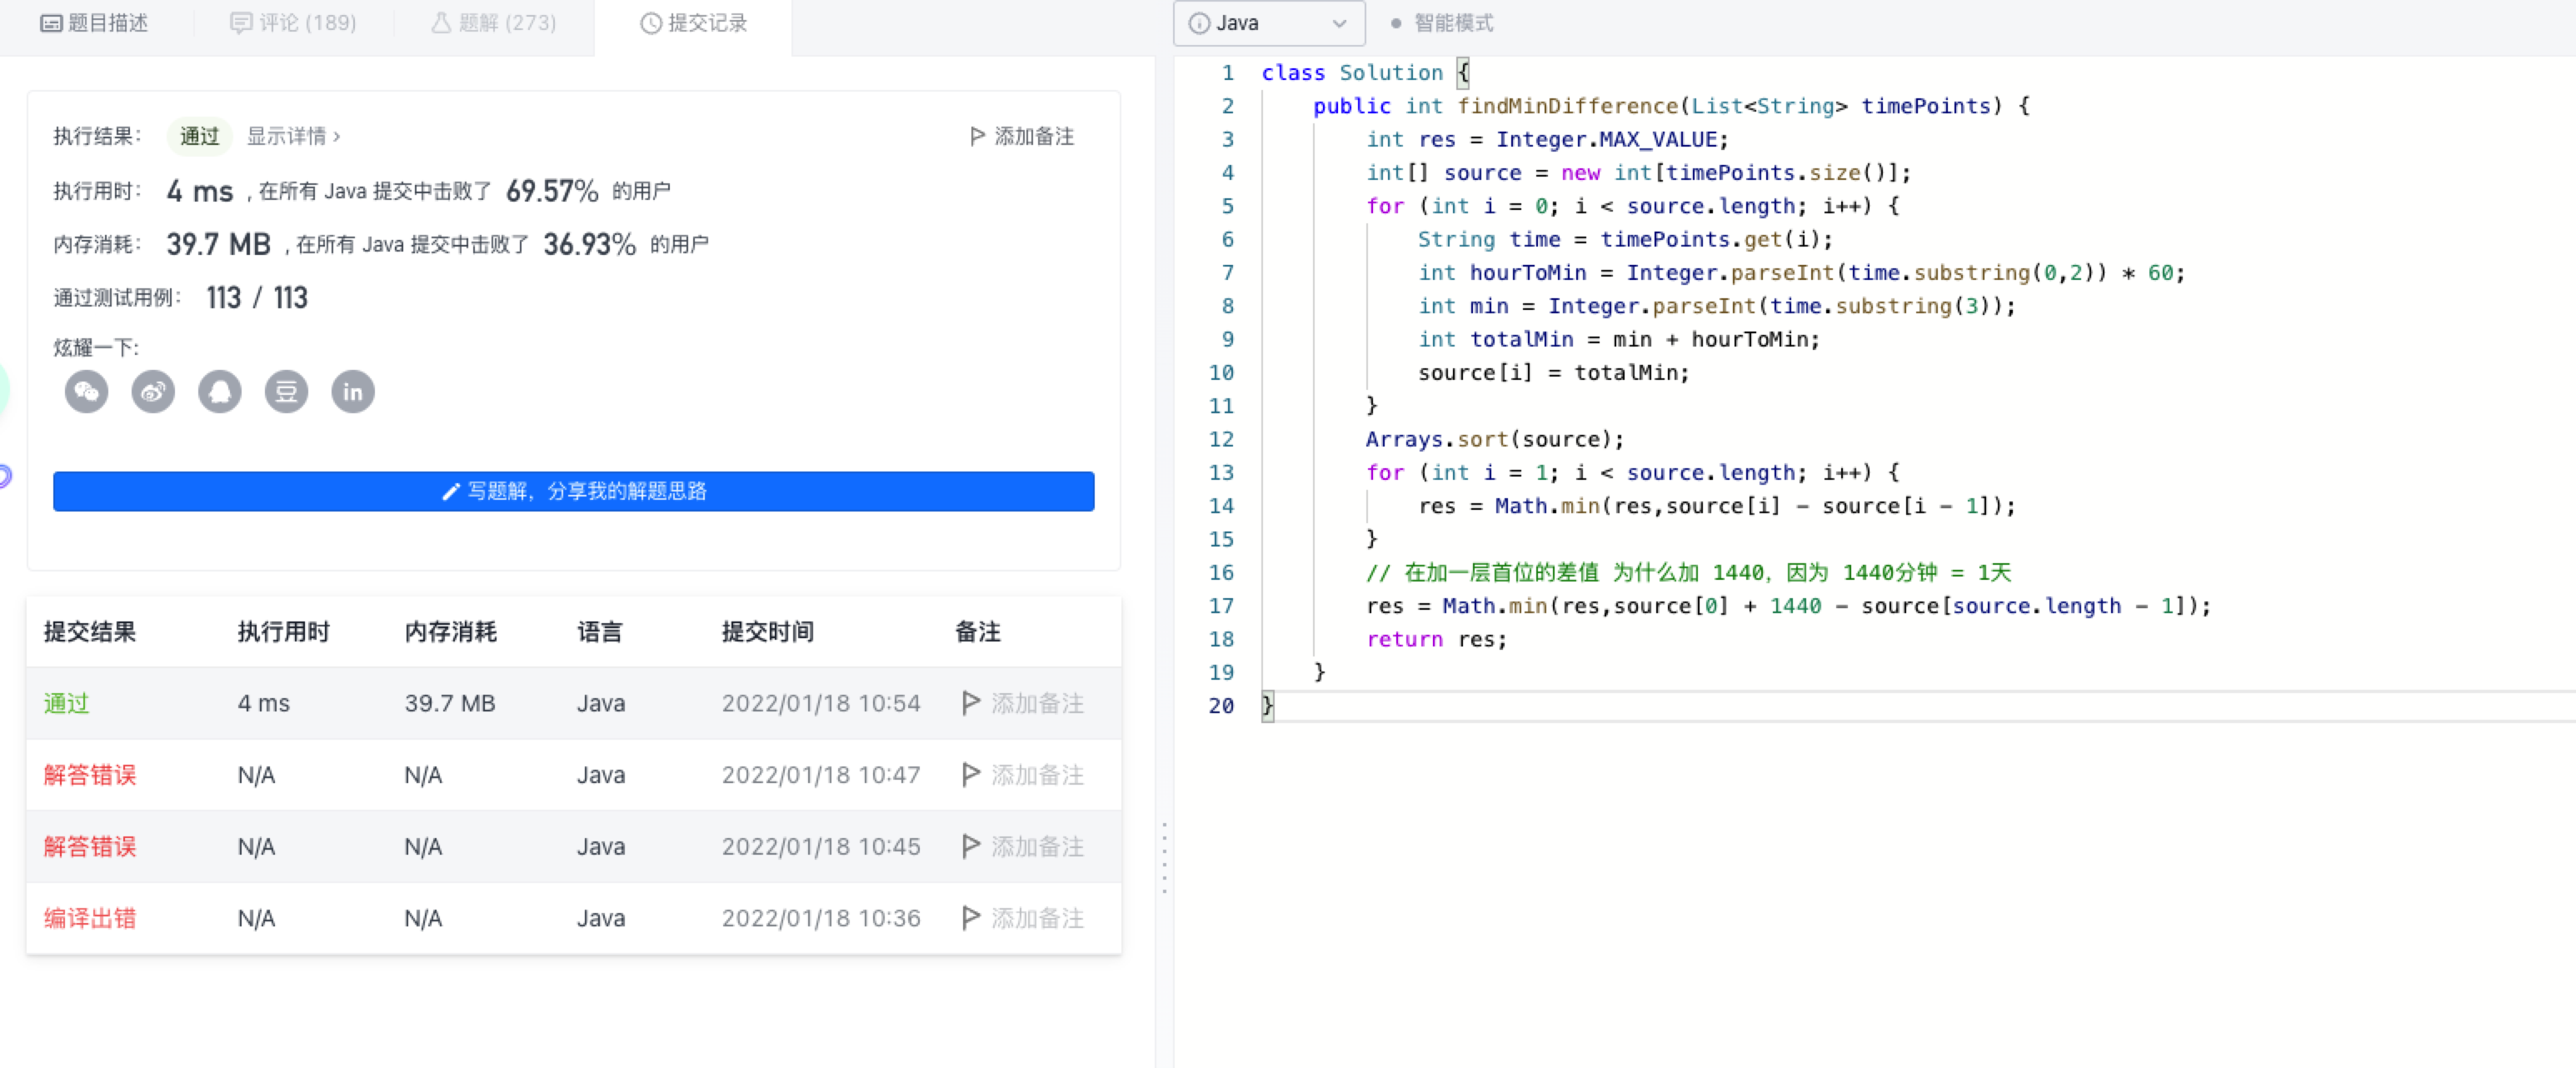 题目描述
评论 (189)
题解 (273)
提交记录
执行结果：
通过
显示详情 ›
添加备注
执行用时： 4 ms , 在所有 Java 提交中击败了 69.57% 的用户
内存消耗： 39.7 MB , 在所有 Java 提交中击败了 36.93% 的用户
通过测试用例： 113 / 113
炫耀一下:
豆
in
写题解，分享我的解题思路
提交结果 执行用时 内存消耗 语言 提交时间 备注
通过 4 ms 39.7 MB Java 2022/01/18 10:54 添加备注
解答错误 N/A N/A Java 2022/01/18 10:47 添加备注
解答错误 N/A N/A Java 2022/01/18 10:45 添加备注
编译出错 N/A N/A Java 2022/01/18 10:36 添加备注
Java
智能模式
1 class Solution {
2 public int findMinDifference(List<String> timePoints) {
3 int res = Integer.MAX_VALUE;
4 int[] source = new int[timePoints.size()];
5 for (int i = 0; i < source.length; i++) {
6 String time = timePoints.get(i);
7 int hourToMin = Integer.parseInt(time.substring(0,2)) * 60;
8 int min = Integer.parseInt(time.substring(3));
9 int totalMin = min + hourToMin;
10 source[i] = totalMin;
11 }
12 Arrays.sort(source);
13 for (int i = 1; i < source.length; i++) {
14 res = Math.min(res,source[i] - source[i - 1]);
15 }
16 // 在加一层首位的差值 为什么加 1440，因为 1440分钟 = 1天
17 res = Math.min(res,source[0] + 1440 - source[source.length - 1]);
18 return res;
19 }
20 }